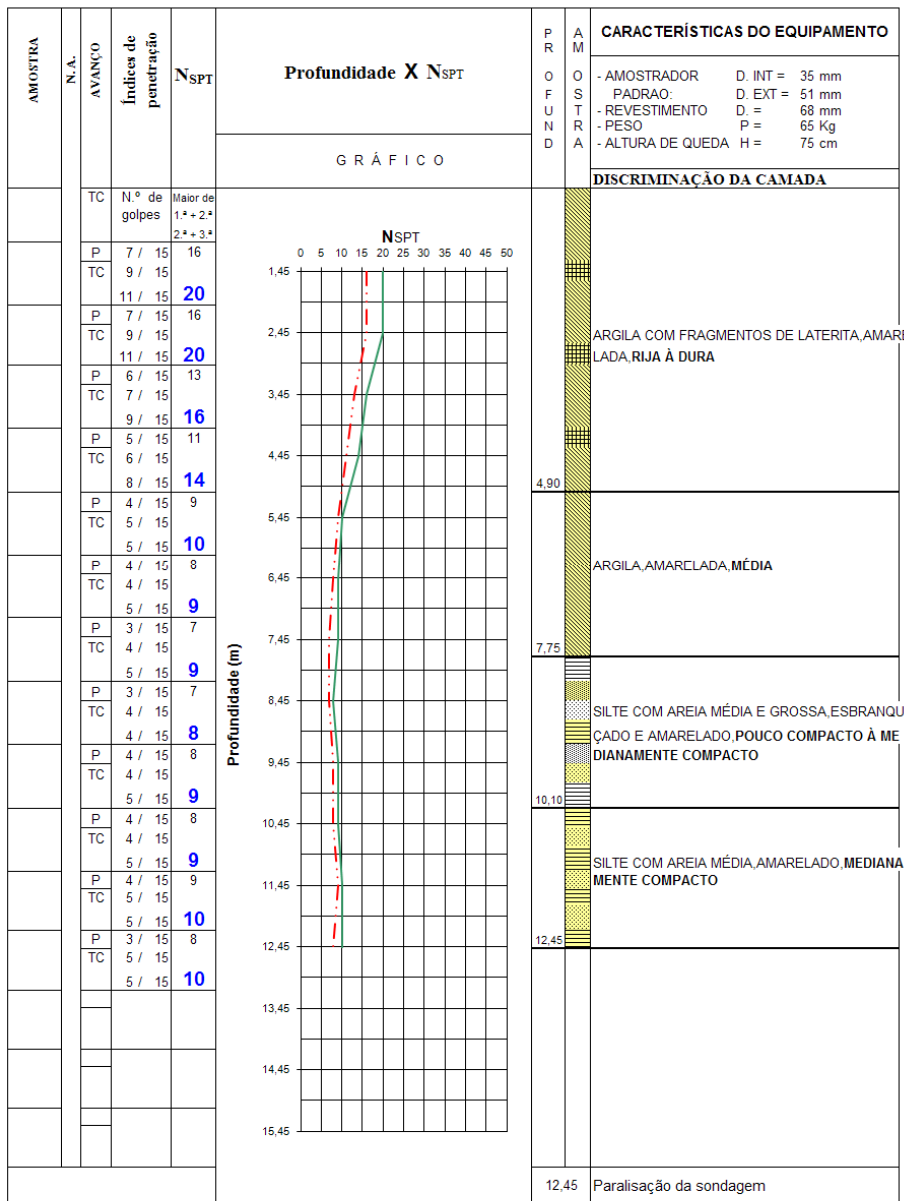 AMOSTRA
N.A.
AVANÇO
Índices de penetração
NSPT
Profundidade X NSPT
GRÁFICO
PROFUND
AMOSTRA
CARACTERÍSTICAS DO EQUIPAMENTO
- AMOSTRADOR D. INT = 35 mm
PADRAO: D. EXT = 51 mm
- REVESTIMENTO D. = 68 mm
- PESO P = 65 Kg
- ALTURA DE QUEDA H = 75 cm
DISCRIMINAÇÃO DA CAMADA
TC N.º de golpes Maior de 1.ª + 2.ª 2.ª + 3.ª
P 7 / 15 16
TC 9 / 15
11 / 15 20
P 7 / 15 16
TC 9 / 15
11 / 15 20
P 6 / 15 13
TC 7 / 15
9 / 15 16
P 5 / 15 11
TC 6 / 15
8 / 15 14
P 4 / 15 9
TC 5 / 15
5 / 15 10
P 4 / 15 8
TC 4 / 15
5 / 15 9
P 3 / 15 7
TC 4 / 15
5 / 15 9
P 3 / 15 7
TC 4 / 15
4 / 15 8
P 4 / 15 8
TC 4 / 15
5 / 15 9
P 4 / 15 8
TC 4 / 15
5 / 15 9
P 4 / 15 9
TC 5 / 15
5 / 15 10
P 3 / 15 8
TC 5 / 15
5 / 15 10
NSPT
0 5 10 15 20 25 30 35 40 45 50
Profundidade (m)
1,45
2,45
3,45
4,45
5,45
6,45
7,45
8,45
9,45
10,45
11,45
12,45
13,45
14,45
15,45
ARGILA COM FRAGMENTOS DE LATERITA,AMARE
LADA,RIJA À DURA
4,90
ARGILA,AMARELADA,MÉDIA
7,75
SILTE COM AREIA MÉDIA E GROSSA,ESBRANQU
ÇADO E AMARELADO,POUCO COMPACTO À ME
DIANAMENTE COMPACTO
10,10
SILTE COM AREIA MÉDIA,AMARELADO,MEDIANA
MENTE COMPACTO
12,45
12,45 Paralisação da sondagem